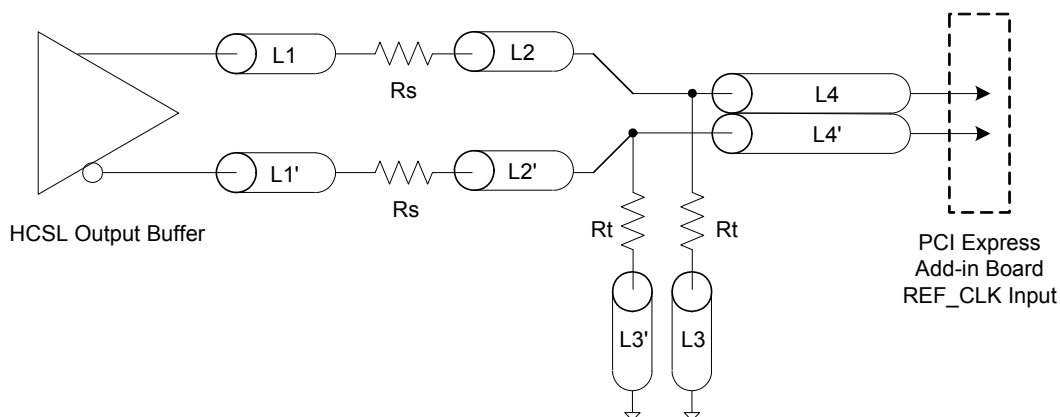 L1
Rs
L2
L4
L4'
L1'
Rs
L2'
HCSL Output Buffer
Rt
Rt
L3'
L3
PCI Express
Add-in Board
REF_CLK Input